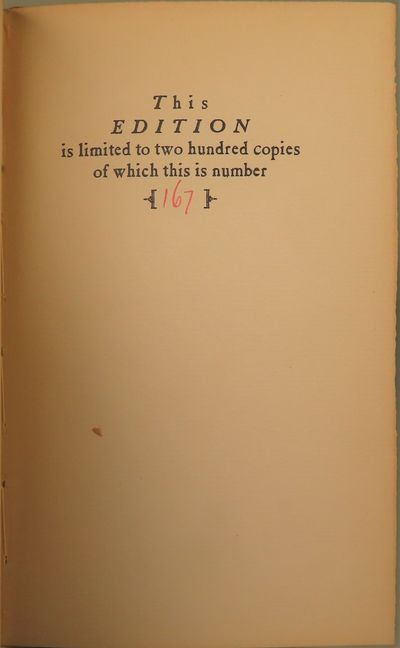 This
EDITION
is limited to two hundred copies
of which this is number
167